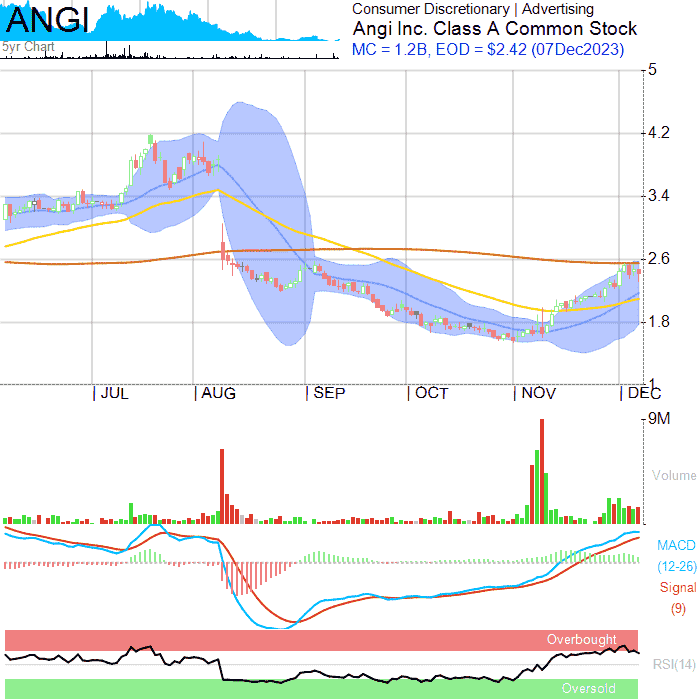 ANGI
5yr Chart
Consumer Discretionary | Advertising
Angi Inc. Class A Common Stock
MC = 1.2B, EOD = $2.42 (07Dec2023)
5
4.2
3.4
2.6
1.8
1
JUL
AUG
SEP
OCT
NOV
DEC
9M
Volume
MACD
(12-26)
Signal
(9)
Overbought
RSI(14)
Oversold